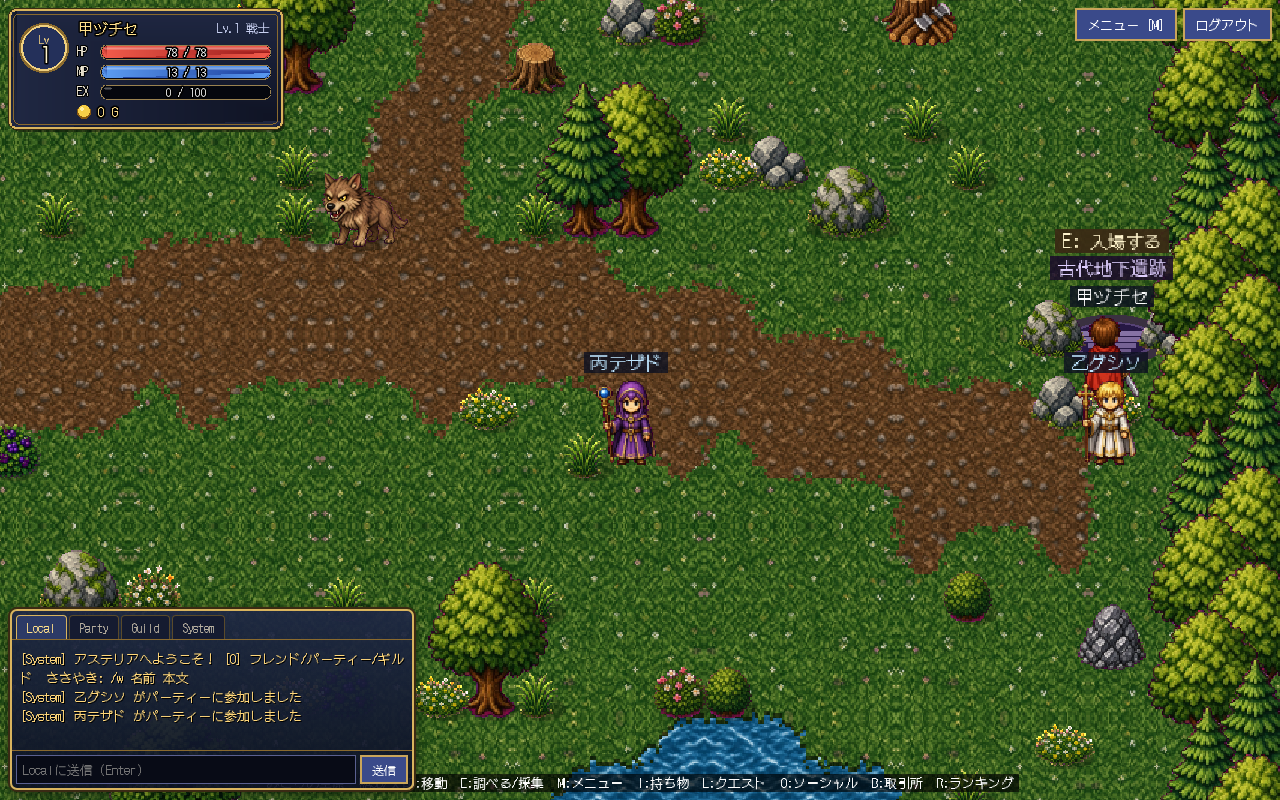 甲ヅチセ
Lv.1 戦士
Lv
1
HP
78 / 78
MP
13 / 13
EX
0 / 100
0 G
メニュー [M]
ログアウト
E: 入場する
古代地下遺跡
甲ヅチセ
乙グシソ
丙テザド
Local
Party
Guild
System
[System] アステリアへようこそ！ [O] フレンド/パーティー/ギル
ド ささやき: /w 名前 本文
[System] 乙グシソ がパーティーに参加しました
[System] 丙テザド がパーティーに参加しました
Localに送信 (Enter)
送信
:移動 E:調べる/採集 M:メニュー I:持ち物 L:クエスト O:ソーシャル B:取引所 R:ランキング